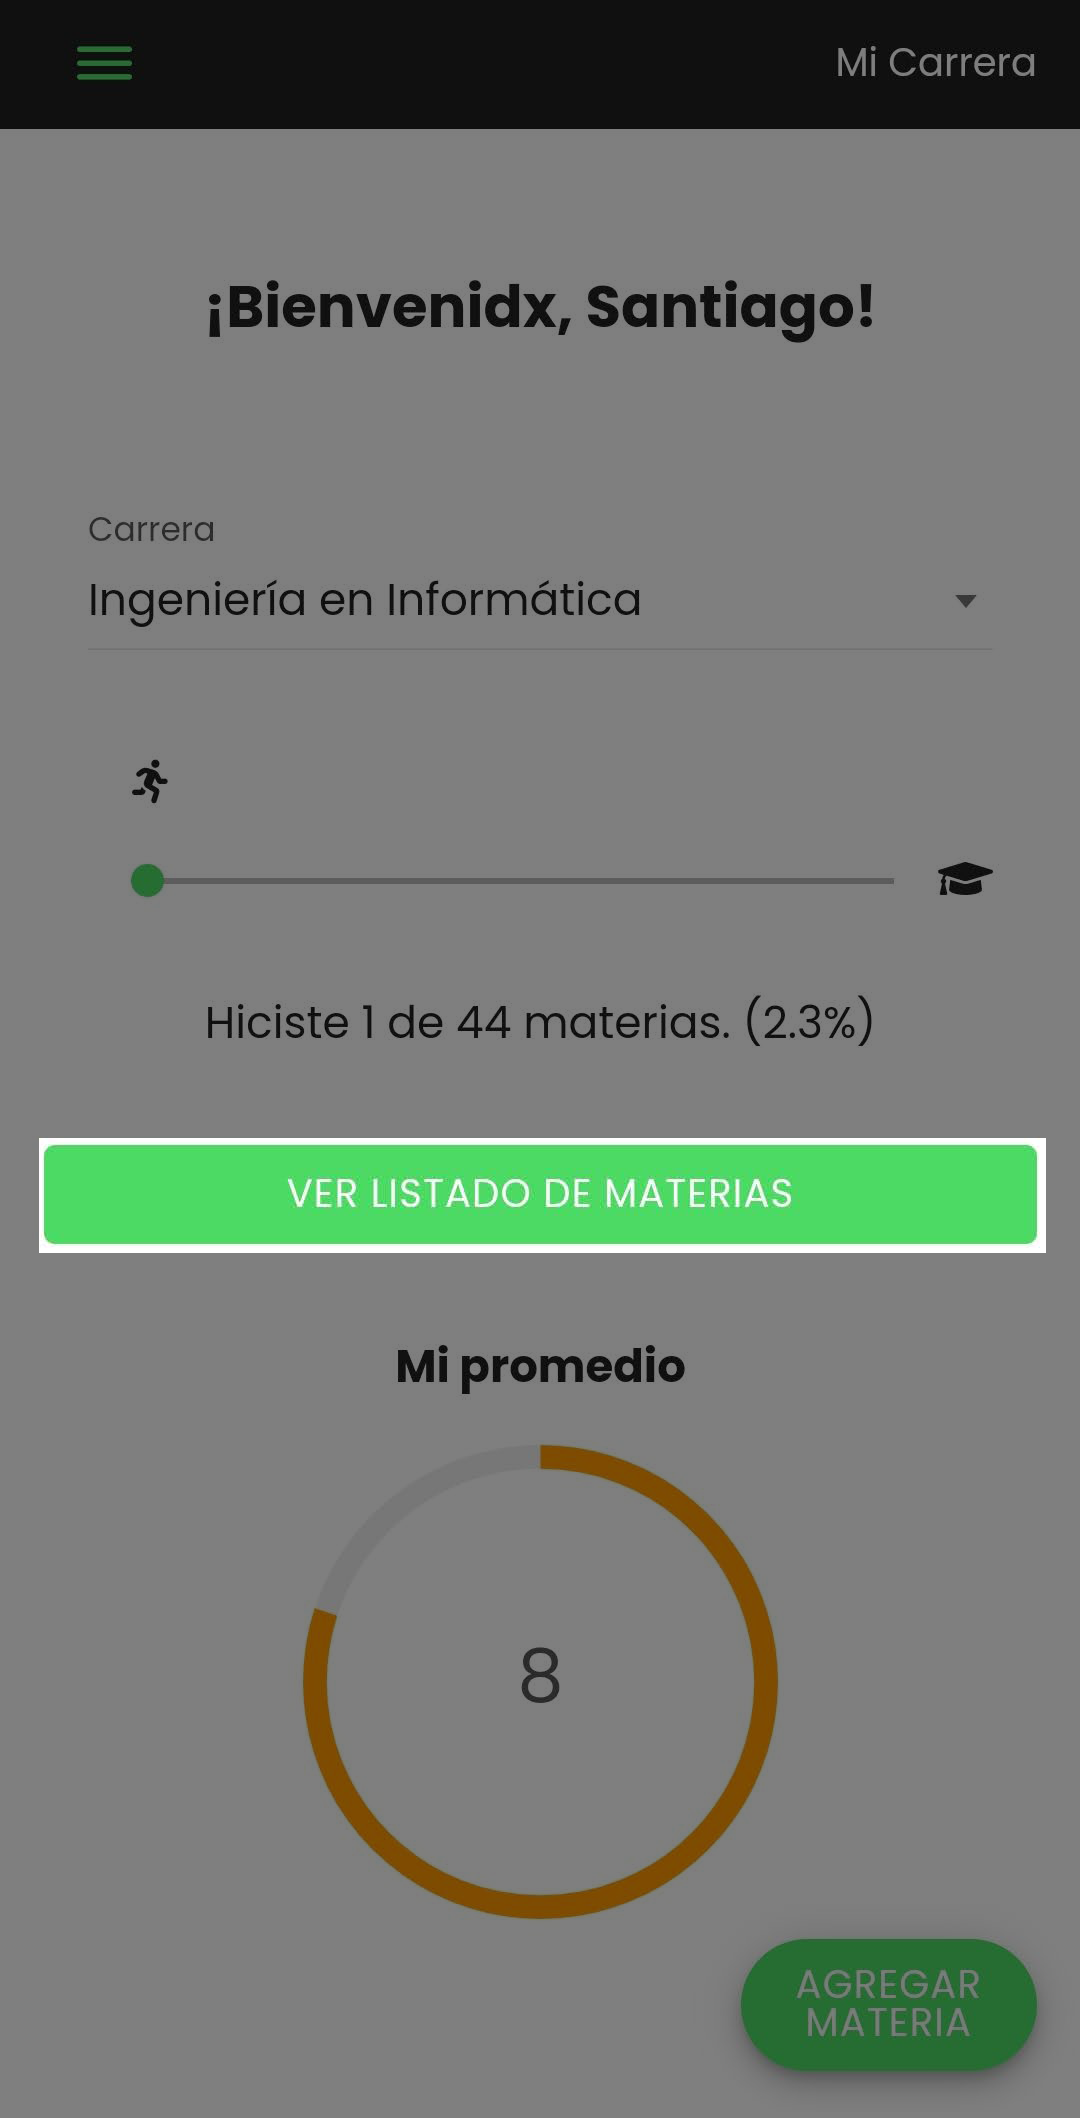 Mi Carrera
¡Bienvenidx, Santiago!
Carrera
Ingeniería en Informática
Hiciste 1 de 44 materias. (2.3%)
VER LISTADO DE MATERIAS
Mi promedio
8
AGREGAR
MATERIA